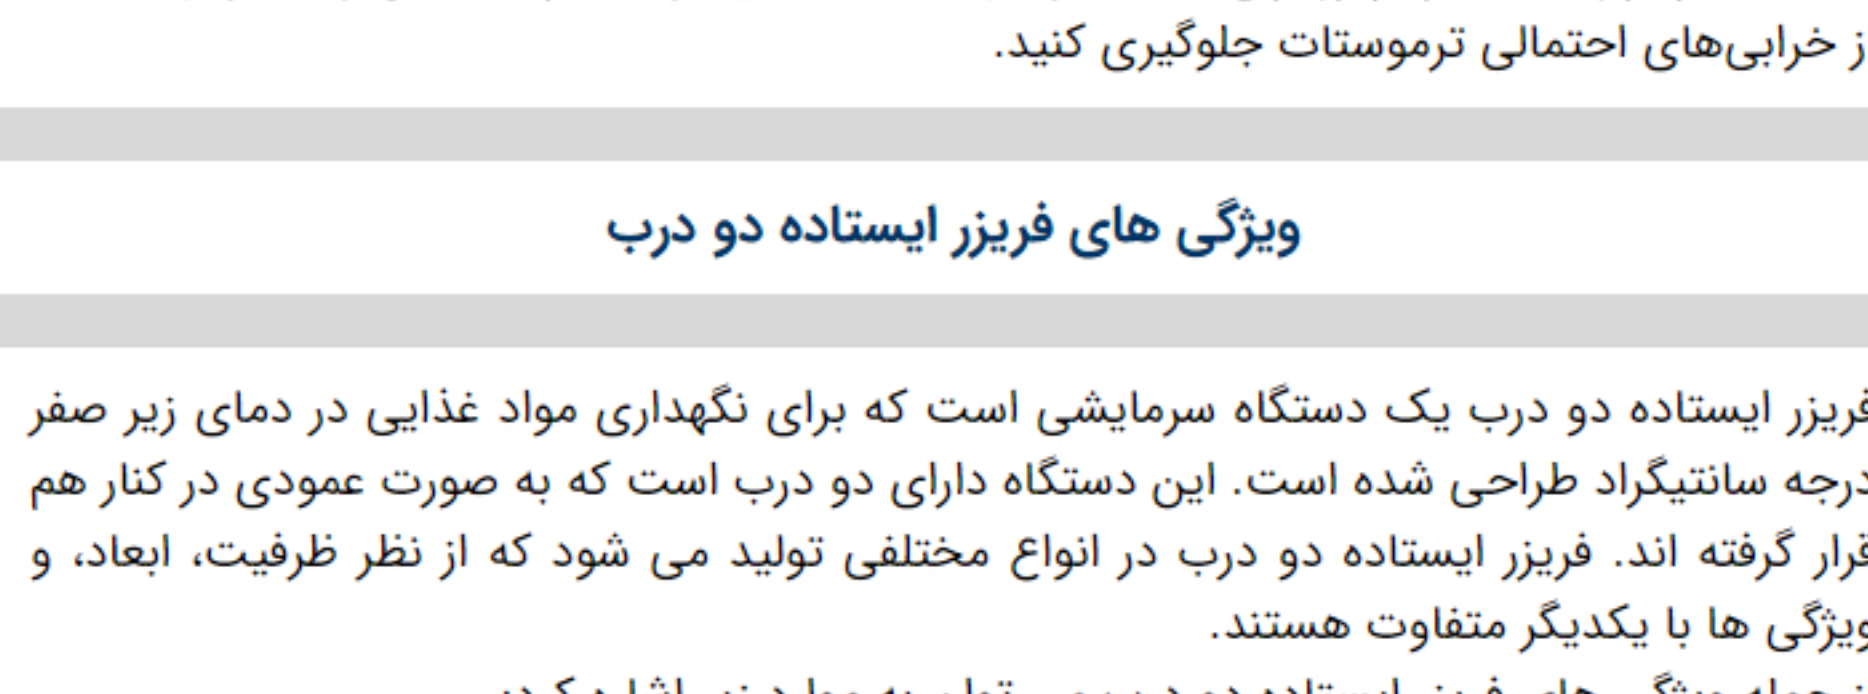 ز خرابی‌های احتمالی ترموستات جلوگیری کنید.
ویژگی های فریزر ایستاده دو درب
فریزر ایستاده دو درب یک دستگاه سرمایشی است که برای نگهداری مواد غذایی در دمای زیر صفر
درجه سانتیگراد طراحی شده است. این دستگاه دارای دو درب است که به صورت عمودی در کنار هم
قرار گرفته اند. فریزر ایستاده دو درب در انواع مختلفی تولید می شود که از نظر ظرفیت، ابعاد، و
ویژگی ها با یکدیگر متفاوت هستند.